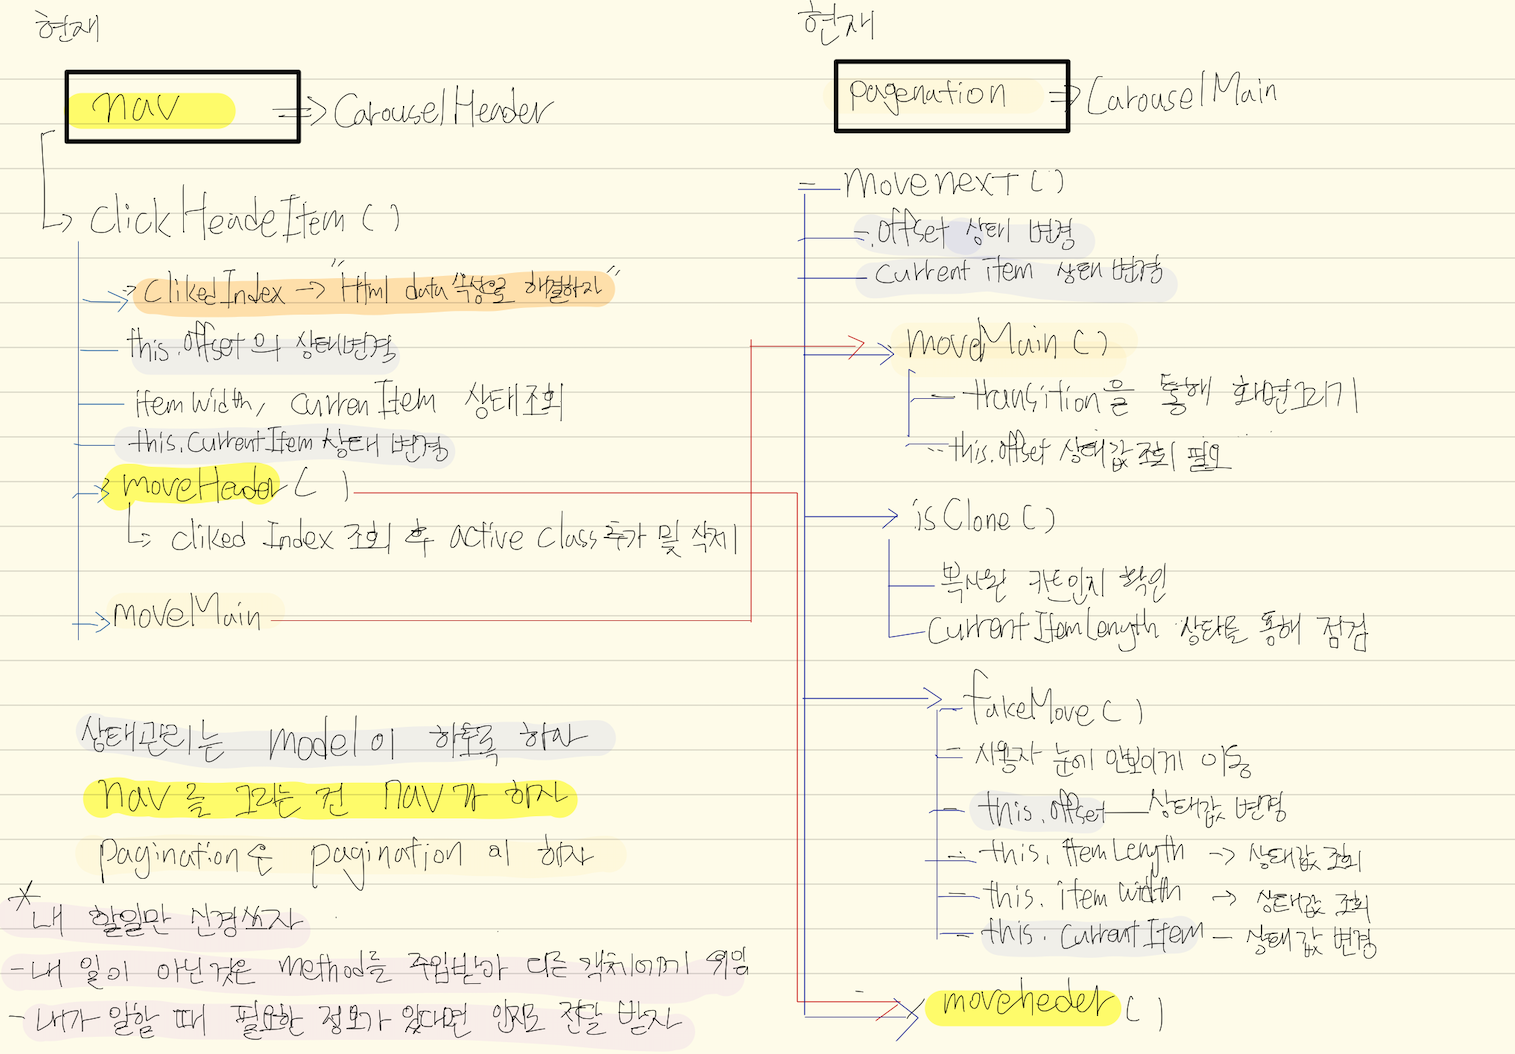 현재
nav => CarouselHeader
clickHeadeItem ( )
clikedIndex -> "Html data 속성으로 해결하자"
this.offset의 상태변경
itemwidth, currenItem 상태조회
this.currentItem 상태 변경
moveHeader ( )
cliked Index 조회 후 active class 추가 및 삭제
moveMain
상태관리는 model이 하도록 하자
nav를 그리는 건 nav가 하자
pagination은 pagination이 하자
*내 할일만 신경쓰자
-내 일이 아닌것은 method를 주입받아 다른 객체에게 위임
-내가 일할 때 필요한 정보가 있다면 인자로 전달 받자
현재
pagenation => CarouselMain
movenext ( )
.offset 상태 변경
current item 상태변경
moveMain ( )
transition을 통해 화면그리기
this.offset 상태값 조회 필요
isClone ( )
복사된 카드인지 확인
currentItemLength 상태를 통해 점검
fakeMove ( )
사용자 눈에 안보이게 이동
this.offset — 상태값 변경
this.itemLength -> 상태값 조회
this.item width -> 상태값 조회
this.currentItem - 상태값 변경
moveheder ( )